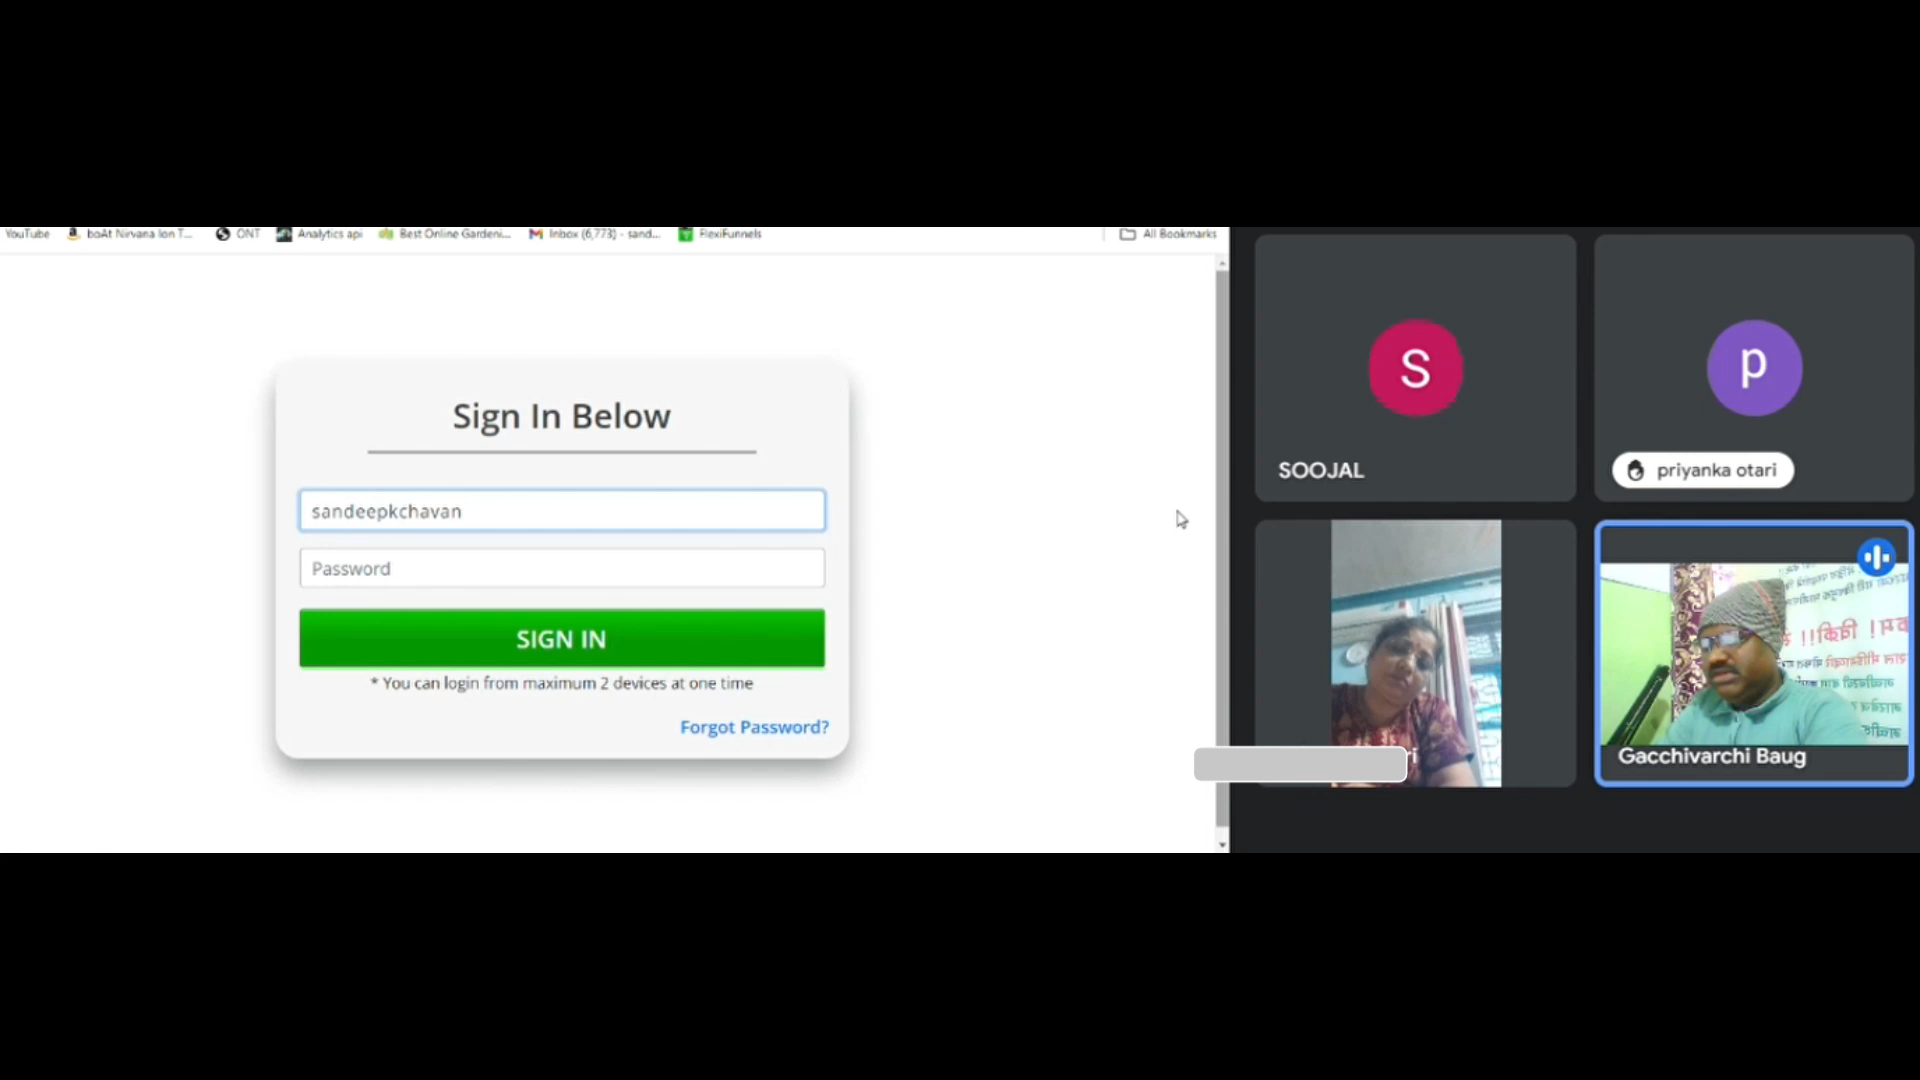 YouTube boAt Nirvana Ion T... ONT Analytics api Best Online Gardeni... Inbox (6,773) - sand... FlexiFunnels All Bookmarks
Sign In Below
sandeepkchavan
Password
SIGN IN
* You can login from maximum 2 devices at one time
Forgot Password?
S
SOOJAL
p
priyanka otari
Gacchivarchi Baug